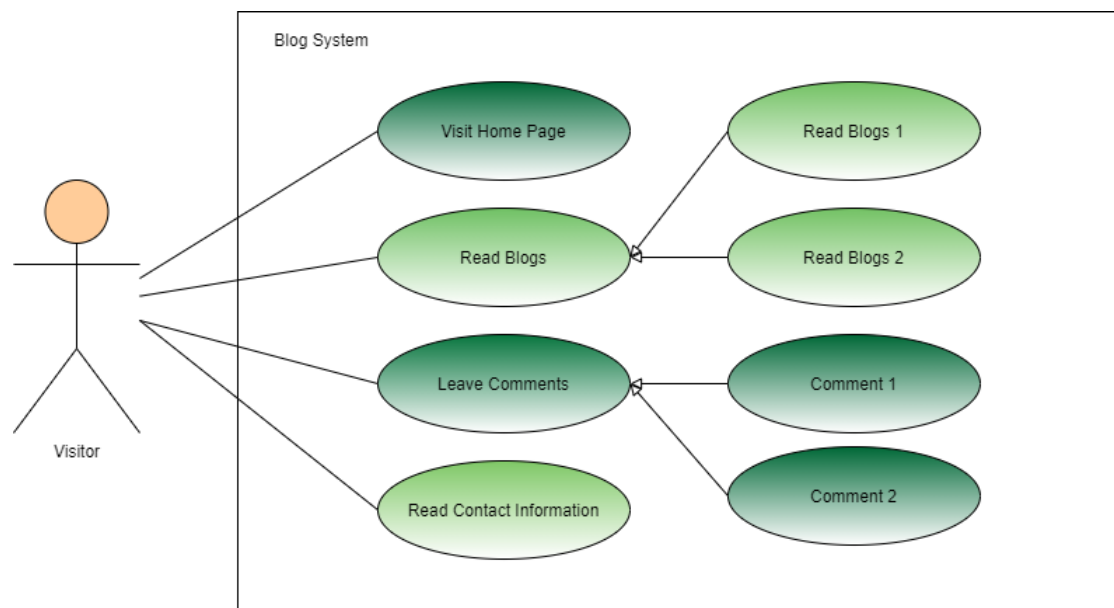 Blog System
Visit Home Page
Read Blogs 1
Read Blogs
Read Blogs 2
Leave Comments
Comment 1
Visitor
Read Contact Information
Comment 2